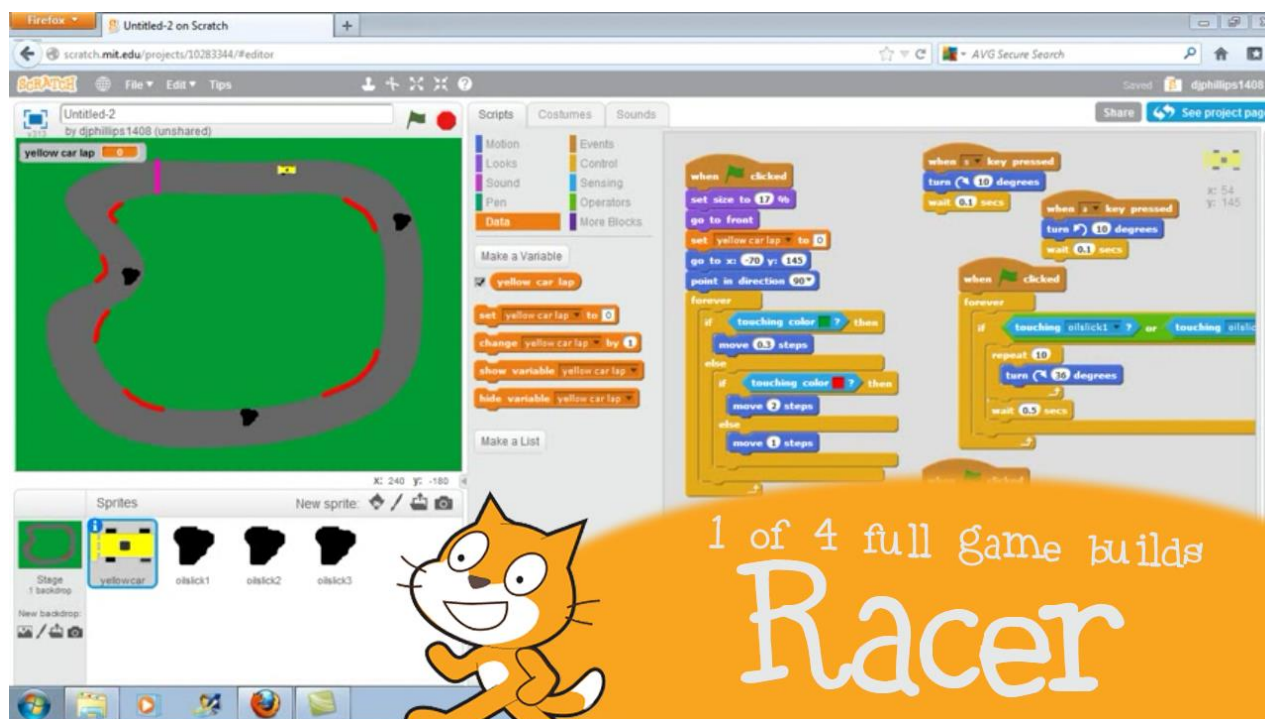 Firefox
Untitled-2 on Scratch
scratch.mit.edu/projects/10283344/#editor
AVG Secure Search
SCRATCH File Edit Tips
Saved djphillips1408
Untitled-2
by djphillips1408 (unshared)
v313
Share See project page
yellow car lap 0
Scripts Costumes Sounds
Motion Events
Looks Control
Sound Sensing
Pen Operators
Data More Blocks
Make a Variable
yellow car lap
set yellow car lap to 0
change yellow car lap by 1
show variable yellow car lap
hide variable yellow car lap
Make a List
when clicked
set size to 17 %
go to front
set yellow car lap to 0
go to x: -70 y: 145
point in direction 90
forever
if touching color ? then
move 0.3 steps
else
if touching color ? then
move 2 steps
else
move 1 steps
when s key pressed
turn 10 degrees
wait 0.1 secs
when a key pressed
turn 10 degrees
wait 0.1 secs
x: 54
y: 145
when clicked
forever
if touching oilslick1 ? or touching oilslic
repeat 10
turn 36 degrees
wait 0.5 secs
when clicked
X: 240 y: -180
Sprites New sprite:
Stage
1 backdrop
New backdrop:
yellowcar oilslick1 oilslick2 oilslick3
1 of 4 full game builds
Racer